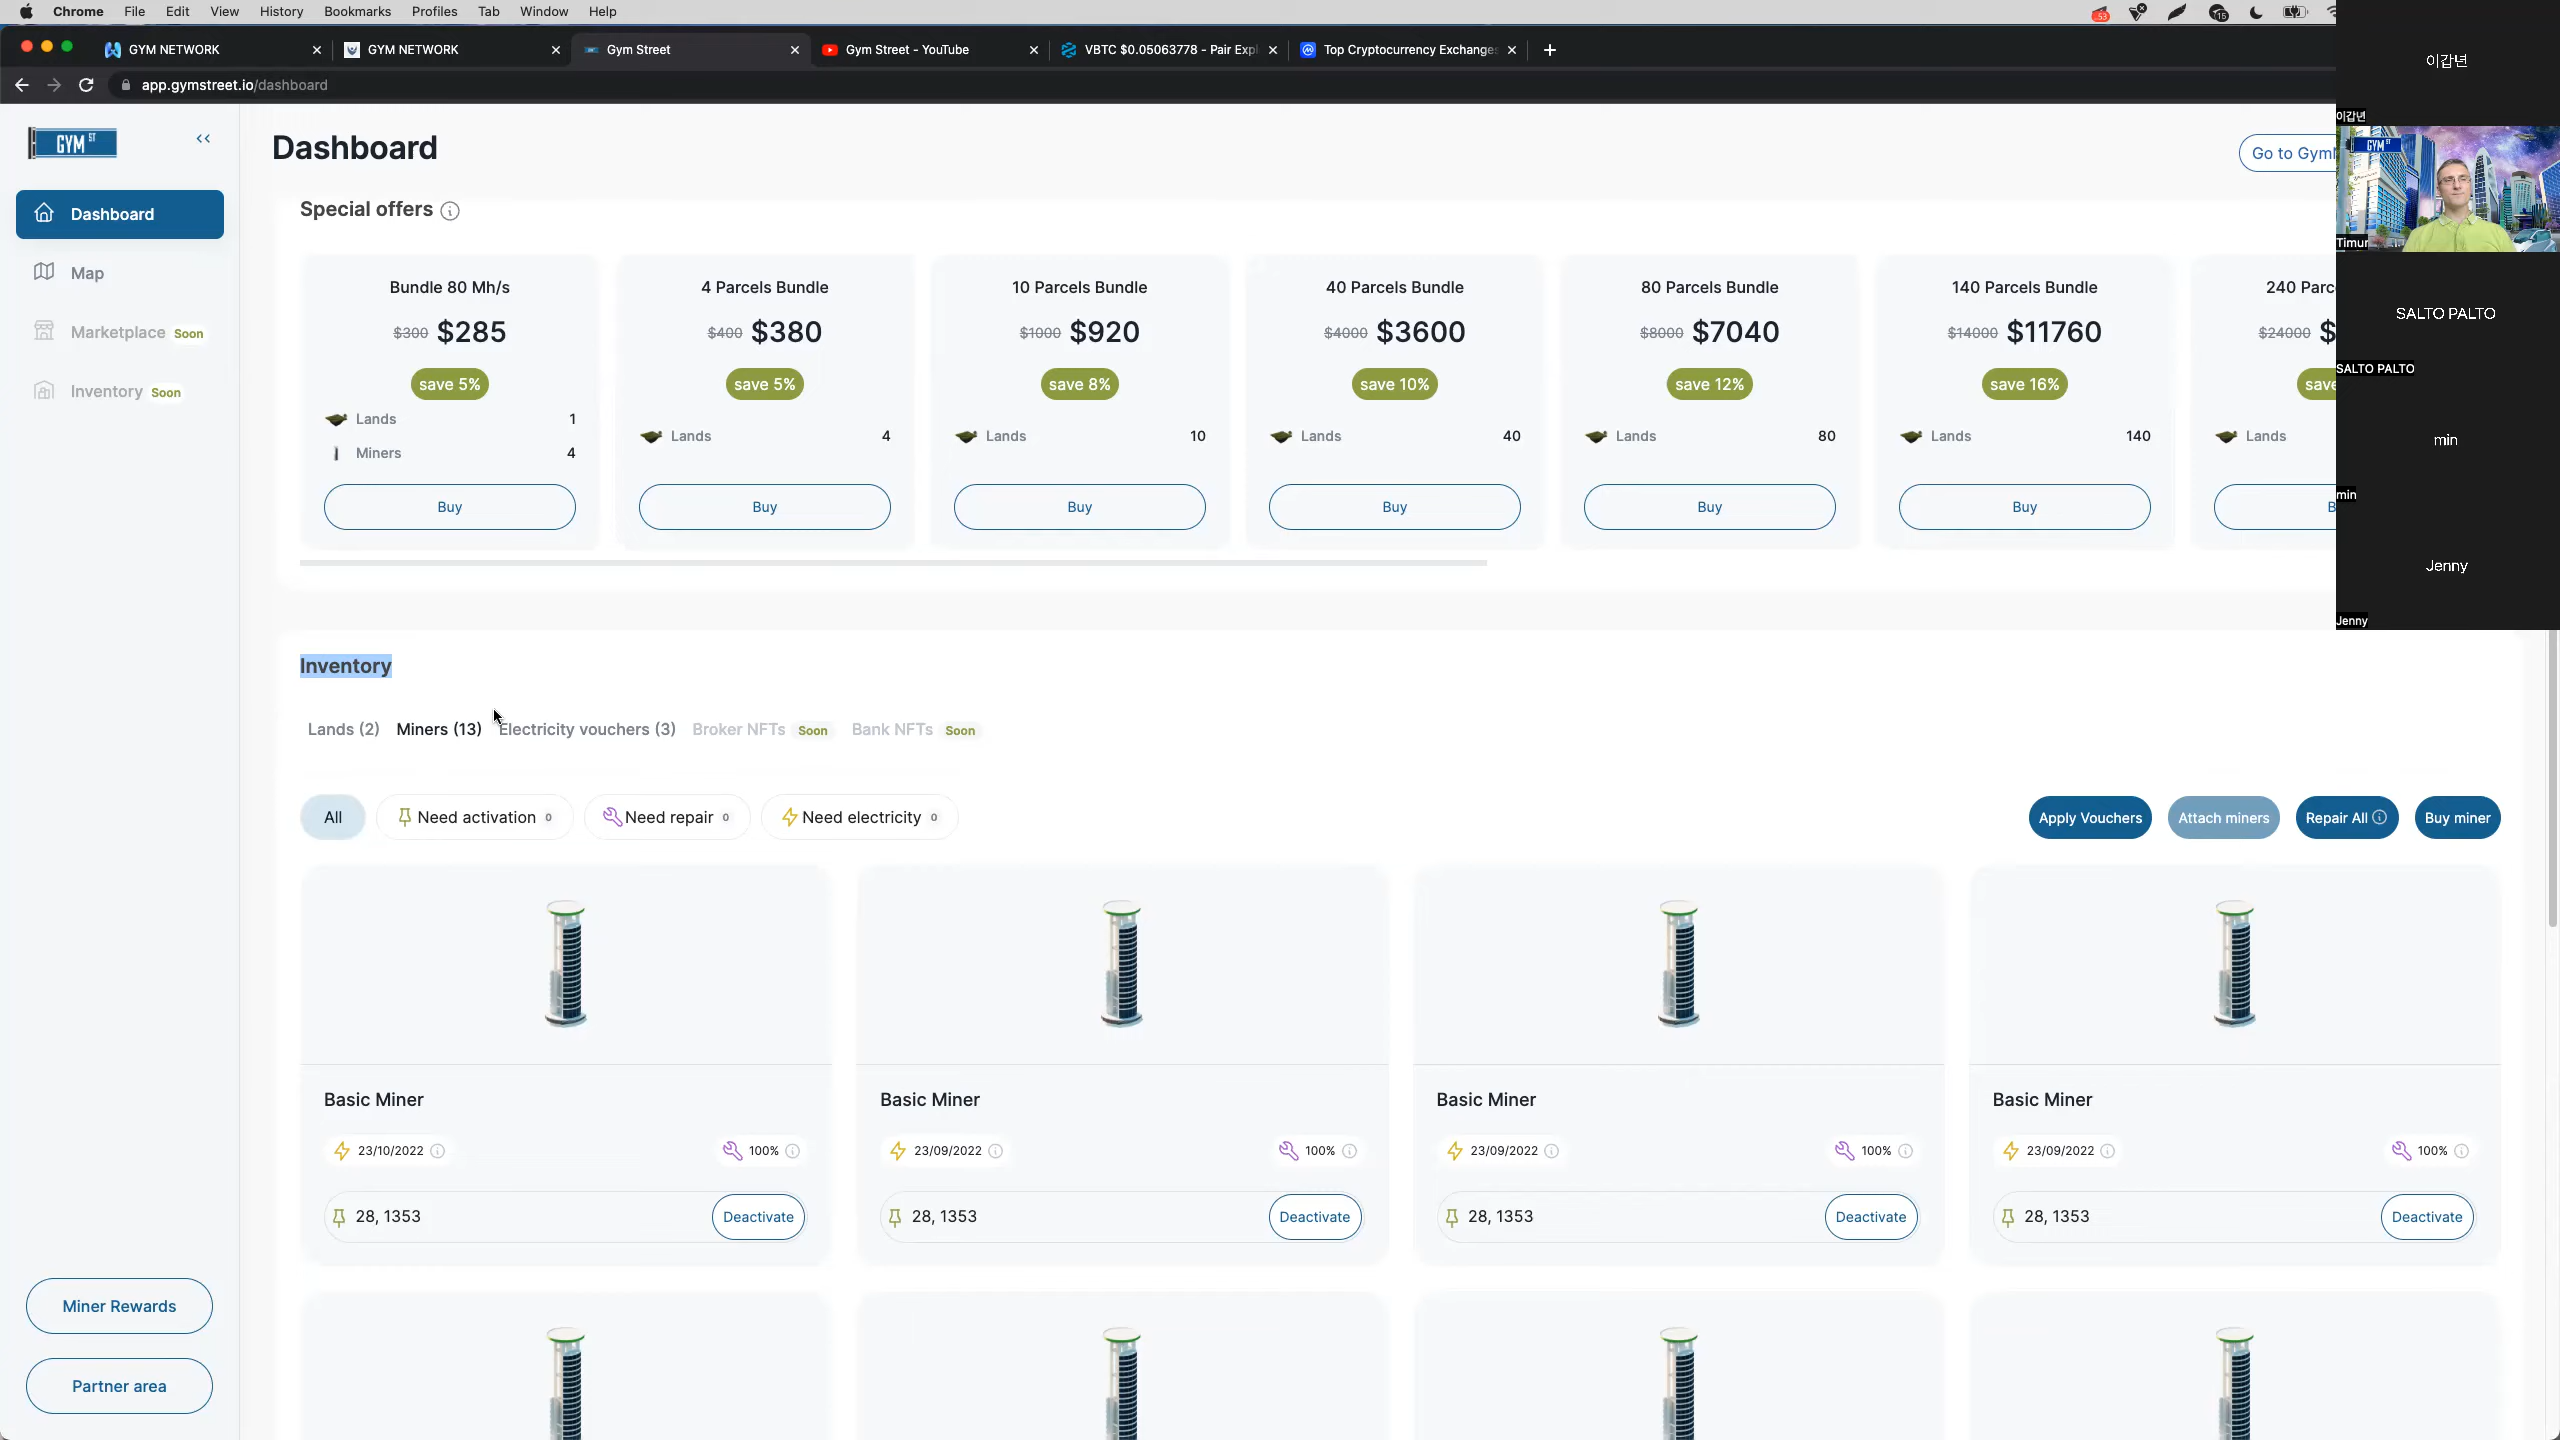 Chrome File Edit View History Bookmarks Profiles Tab Window Help
53
15
GYM NETWORK
GYM NETWORK
Gym Street
Gym Street - YouTube
VBTC $0.05063778 - Pair Expl
Top Cryptocurrency Exchanges
app.gymstreet.io/dashboard
GYM ST
Dashboard
Map
Marketplace Soon
Inventory Soon
Miner Rewards
Partner area
Dashboard
Go to Gym
Special offers
Bundle 80 Mh/s
$300 $285
save 5%
Lands 1
Miners 4
Buy
4 Parcels Bundle
$400 $380
save 5%
Lands 4
Buy
10 Parcels Bundle
$1000 $920
save 8%
Lands 10
Buy
40 Parcels Bundle
$4000 $3600
save 10%
Lands 40
Buy
80 Parcels Bundle
$8000 $7040
save 12%
Lands 80
Buy
140 Parcels Bundle
$14000 $11760
save 16%
Lands 140
Buy
240 Parc
$24000 $
save
Lands
B
Inventory
Lands (2) Miners (13) Electricity vouchers (3) Broker NFTs Soon Bank NFTs Soon
All Need activation 0 Need repair 0 Need electricity 0
Apply Vouchers Attach miners Repair All Buy miner
Basic Miner
23/10/2022 100%
28, 1353 Deactivate
Basic Miner
23/09/2022 100%
28, 1353 Deactivate
Basic Miner
23/09/2022 100%
28, 1353 Deactivate
Basic Miner
23/09/2022 100%
28, 1353 Deactivate
이갑년
이갑년
GYM ST
Timur
SALTO PALTO
SALTO PALTO
min
min
Jenny
Jenny